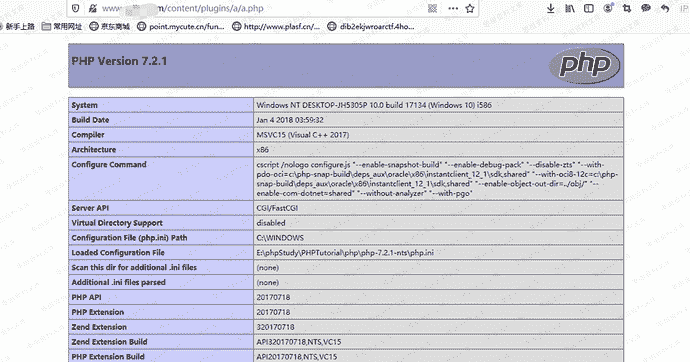 www. .com/content/plugins/a/a.php
新手上路 常用网址 京东商城 point.mycute.cn/fun... http://www.plasf.cn/... dib2ekjwroarctf.4ho...
PHP Version 7.2.1
php
System Windows NT DESKTOP-JH5305P 10.0 build 17134 (Windows 10) i586
Build Date Jan 4 2018 03:59:32
Compiler MSVC15 (Visual C++ 2017)
Architecture x86
Configure Command cscript /nologo configure.js "--enable-snapshot-build" "--enable-debug-pack" "--disable-zts" "--with-
pdo-oci=c:\php-snap-build\deps_aux\oracle\x86\instantclient_12_1\sdk,shared" "--with-oci8-12c=c:\php-
snap-build\deps_aux\oracle\x86\instantclient_12_1\sdk,shared" "--enable-object-out-dir=../obj/" "--
enable-com-dotnet=shared" "--without-analyzer" "--with-pgo"
Server API CGI/FastCGI
Virtual Directory Support disabled
Configuration File (php.ini) Path C:\WINDOWS
Loaded Configuration File E:\phpStudy\PHPTutorial\php\php-7.2.1-nts\php.ini
Scan this dir for additional .ini files (none)
Additional .ini files parsed (none)
PHP API 20170718
PHP Extension 20170718
Zend Extension 320170718
Zend Extension Build API320170718,NTS,VC15
PHP Extension Build API20170718,NTS,VC15